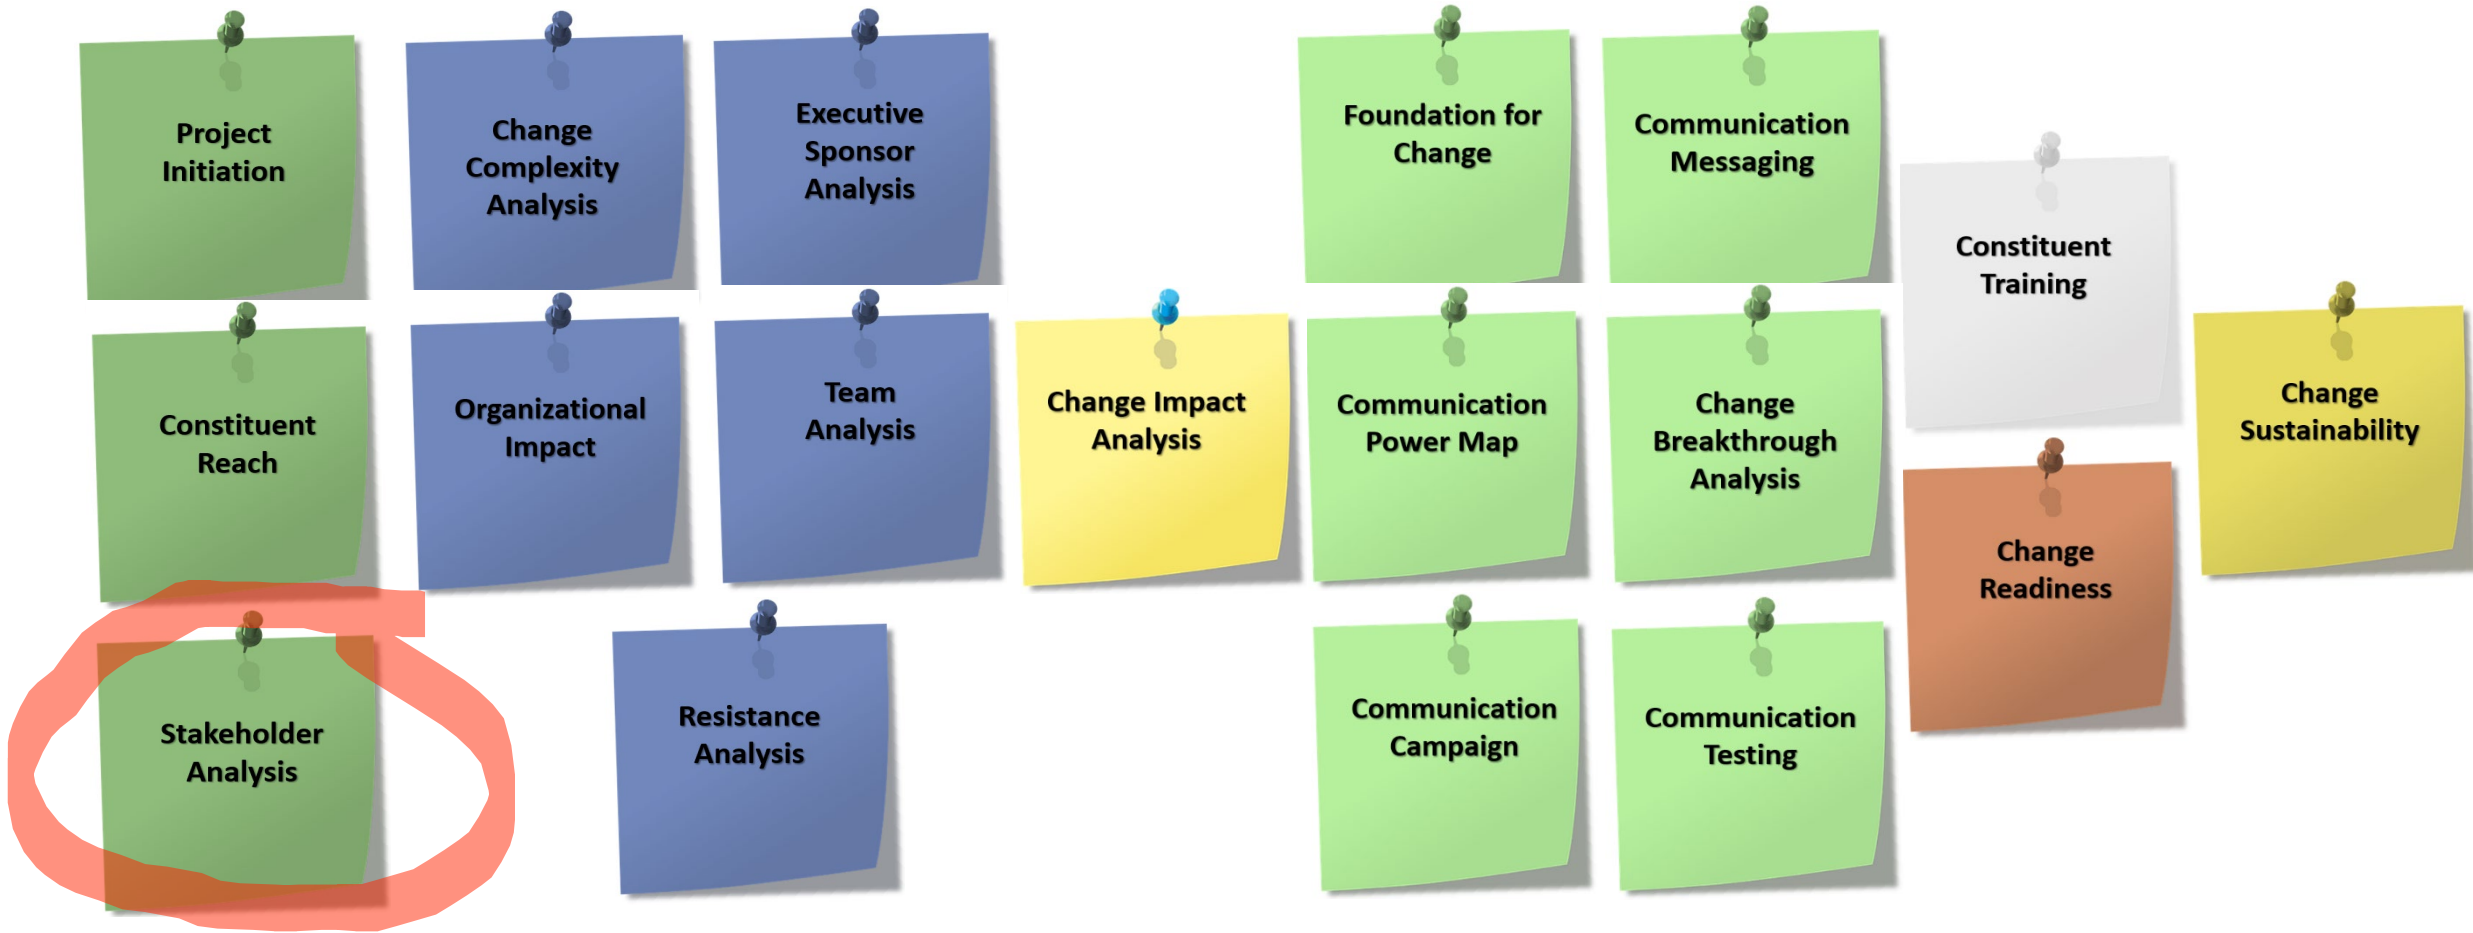 Project
Initiation
Change
Complexity
Analysis
Executive
Sponsor
Analysis
Foundation for
Change
Communication
Messaging
Constituent
Training
Constituent
Reach
Organizational
Impact
Team
Analysis
Change Impact
Analysis
Communication
Power Map
Change
Breakthrough
Analysis
Change
Sustainability
Change
Readiness
Stakeholder
Analysis
Resistance
Analysis
Communication
Campaign
Communication
Testing